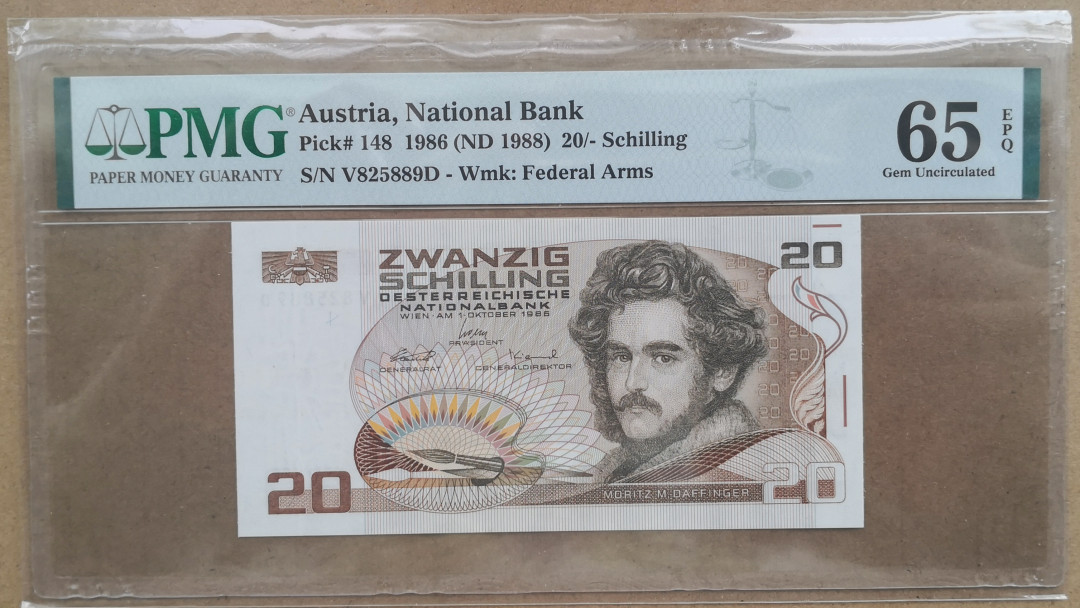 PMG®
PAPER MONEY GUARANTY
Austria, National Bank
Pick# 148 1986 (ND 1988) 20/- Schilling
S/N V825889D - Wmk: Federal Arms
65
EPQ
Gem Uncirculated
ZWANZIG
SCHILLING
OESTERREICHISCHE
NATIONALBANK
WIEN·AM 1·OKTOBER 1986
PRÄSIDENT
GENERALRAT
GENERALDIREKTOR
20
20
MORITZ M.DAFFINGER
20